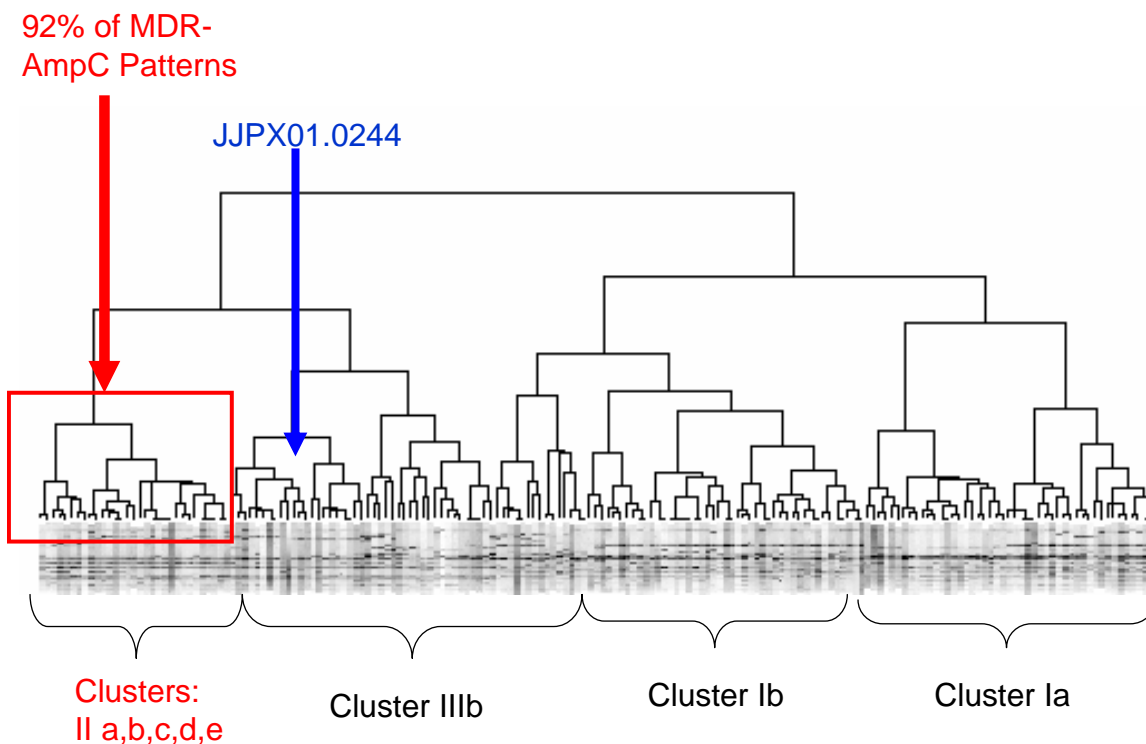 92% of MDR-
AmpC Patterns
JJPX01.0244
Clusters:
II a,b,c,d,e
Cluster IIIb
Cluster Ib
Cluster Ia